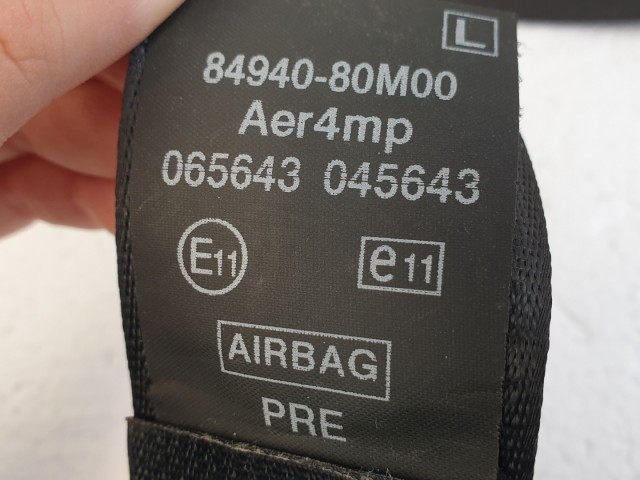 L
84940-80M00
Aer4mp
065643 045643
E11 e11
AIRBAG
PRE